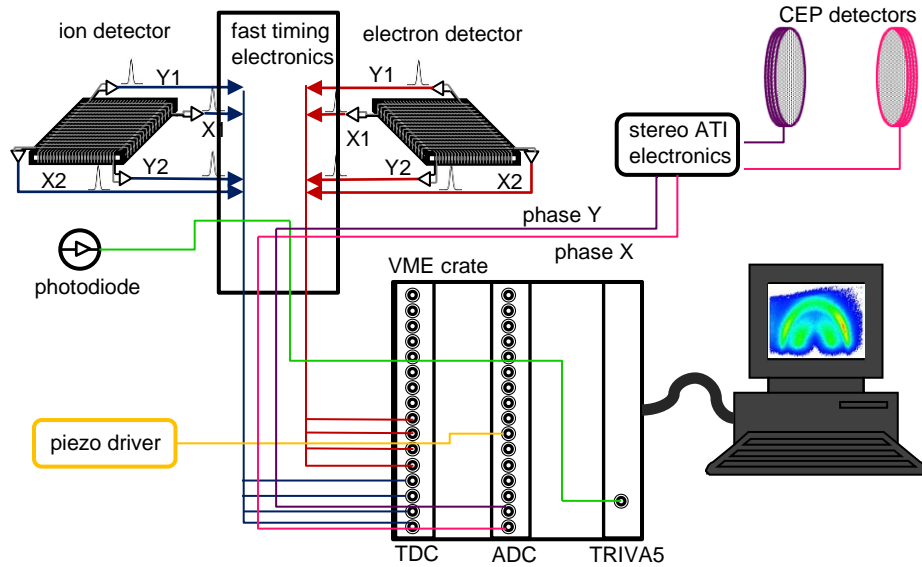 ion detector
fast timing
electronics
electron detector
CEP detectors
Y1
Y1
X1
X1
stereo ATI
electronics
Y2
Y2
X2
X2
phase Y
phase X
photodiode
VME crate
piezo driver
TDC
ADC
TRIVA5